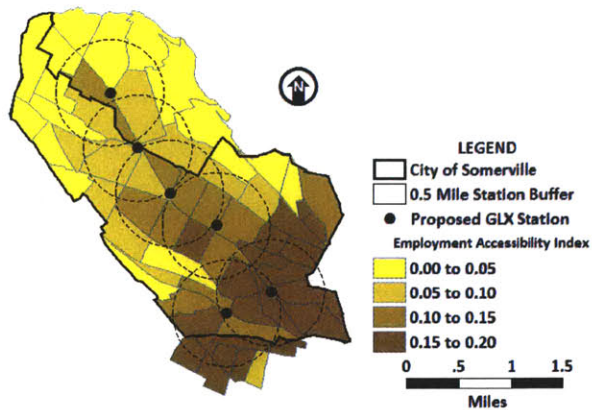 N
LEGEND
City of Somerville
0.5 Mile Station Buffer
Proposed GLX Station
Employment Accessibility Index
0.00 to 0.05
0.05 to 0.10
0.10 to 0.15
0.15 to 0.20
0 .5 1 1.5
Miles